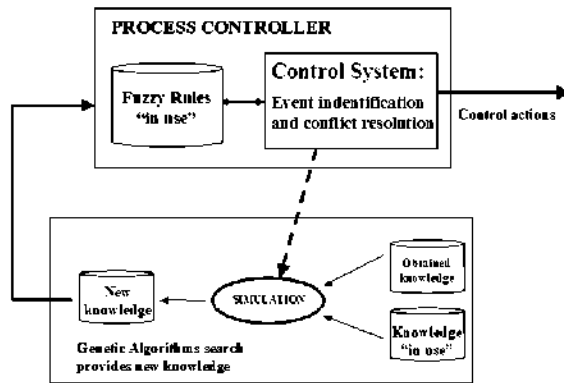 PROCESS CONTROLLER
Fuzzy Rules
"in use"
Control System:
Event indentification
and conflict resolution
Control actions
New
knowledge
SIMULATION
Obtained
knowledge
Knowledge
"in use"
Genetic Algorithms search
provides new knowledge